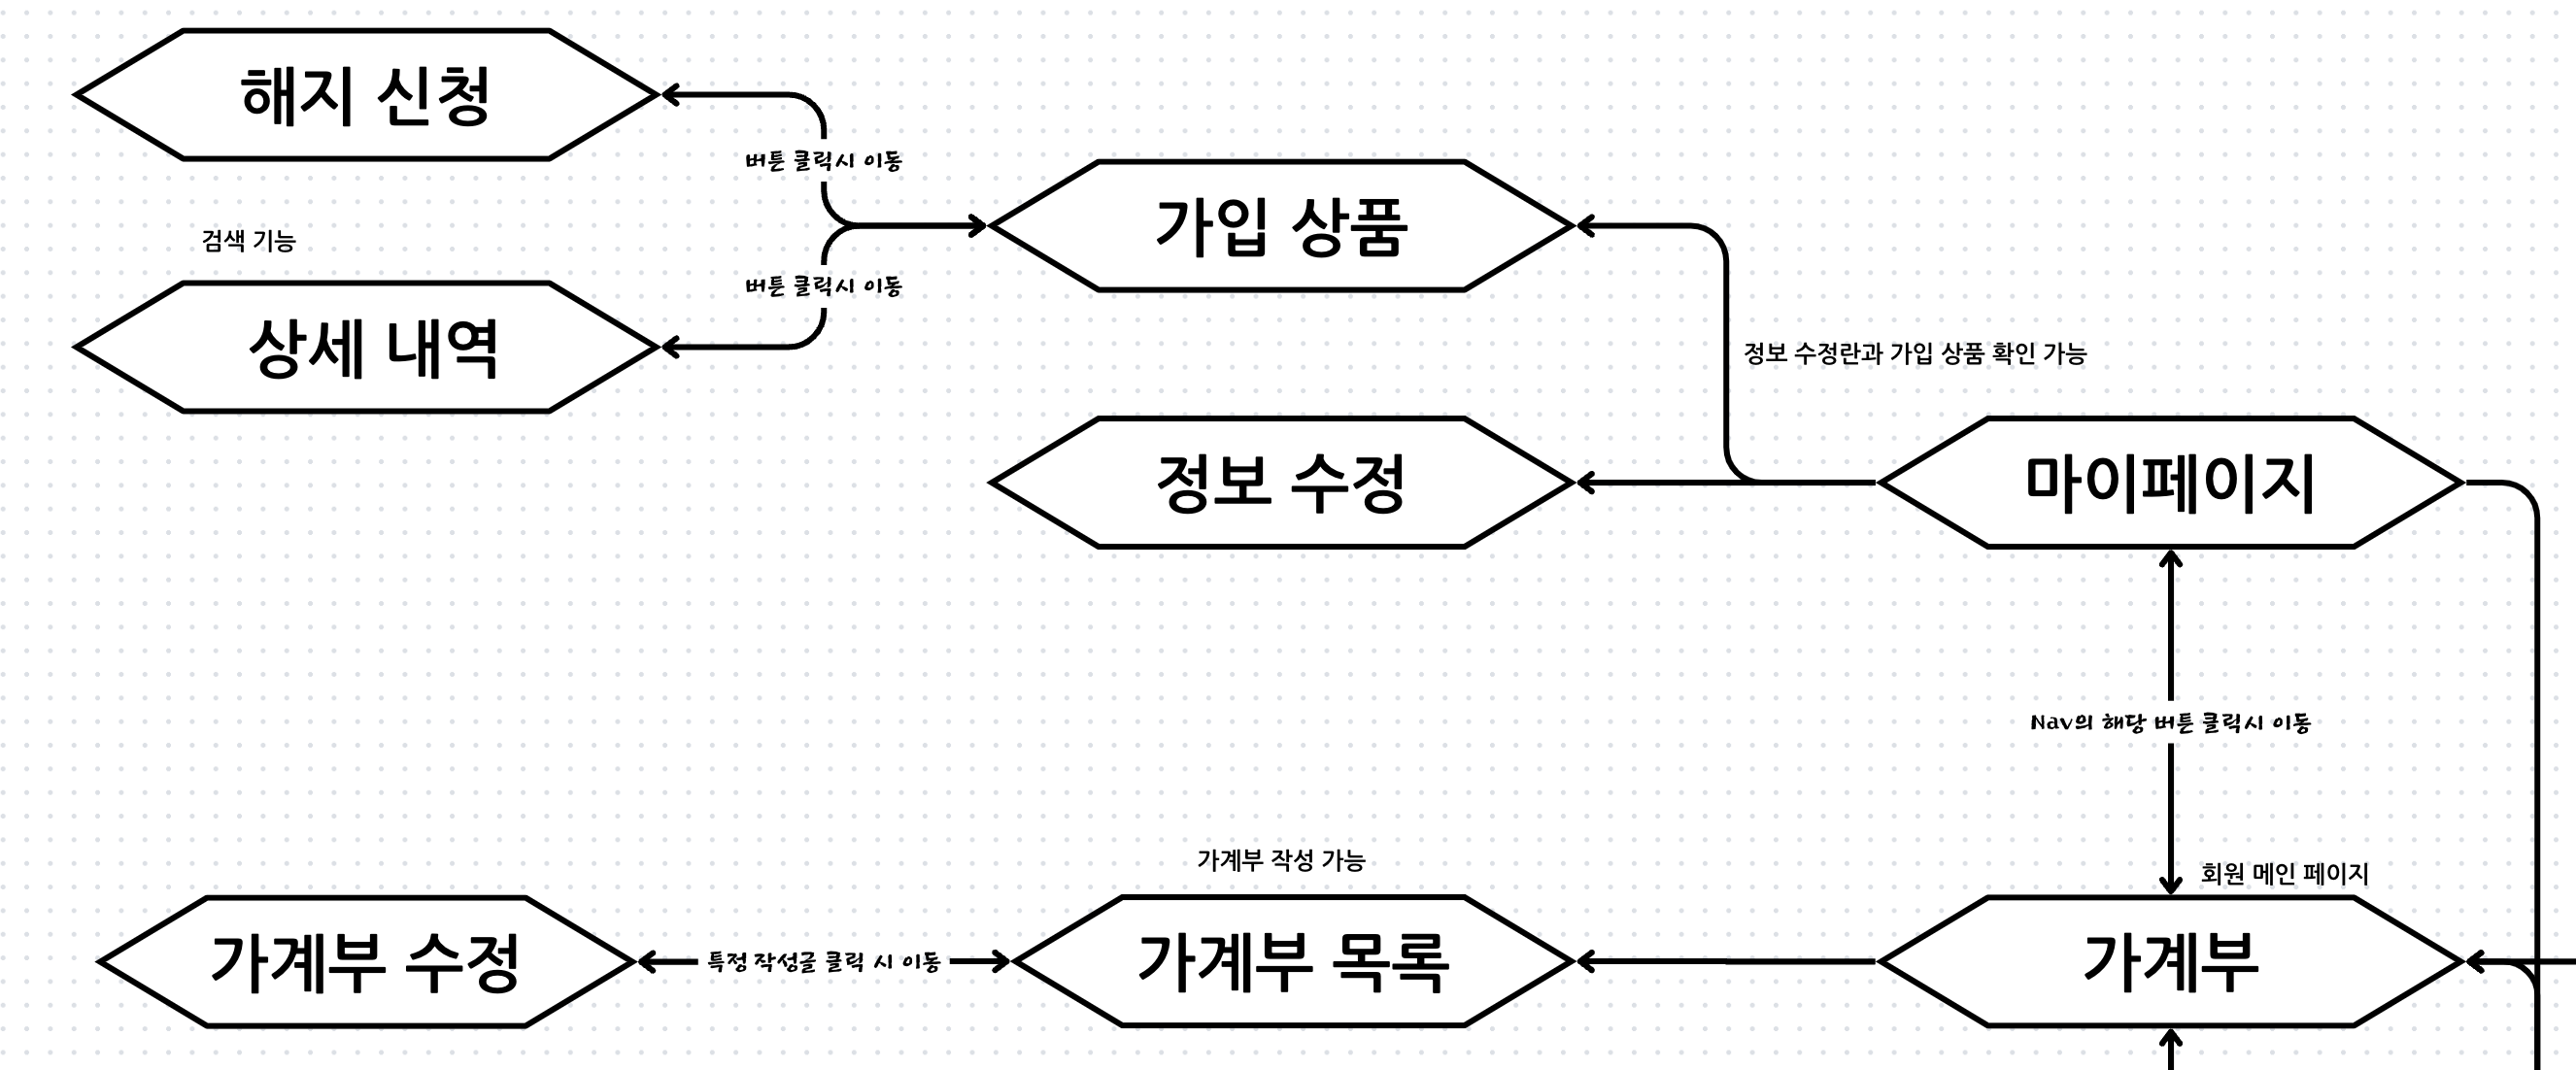 해지 신청
버튼 클릭시 이동
가입 상품
검색 기능
버튼 클릭시 이동
상세 내역
정보 수정란과 가입 상품 확인 가능
정보 수정
마이페이지
Nav의 해당 버튼 클릭시 이동
가계부 작성 가능
회원 메인 페이지
가계부 수정
특정 작성글 클릭 시 이동
가계부 목록
가계부